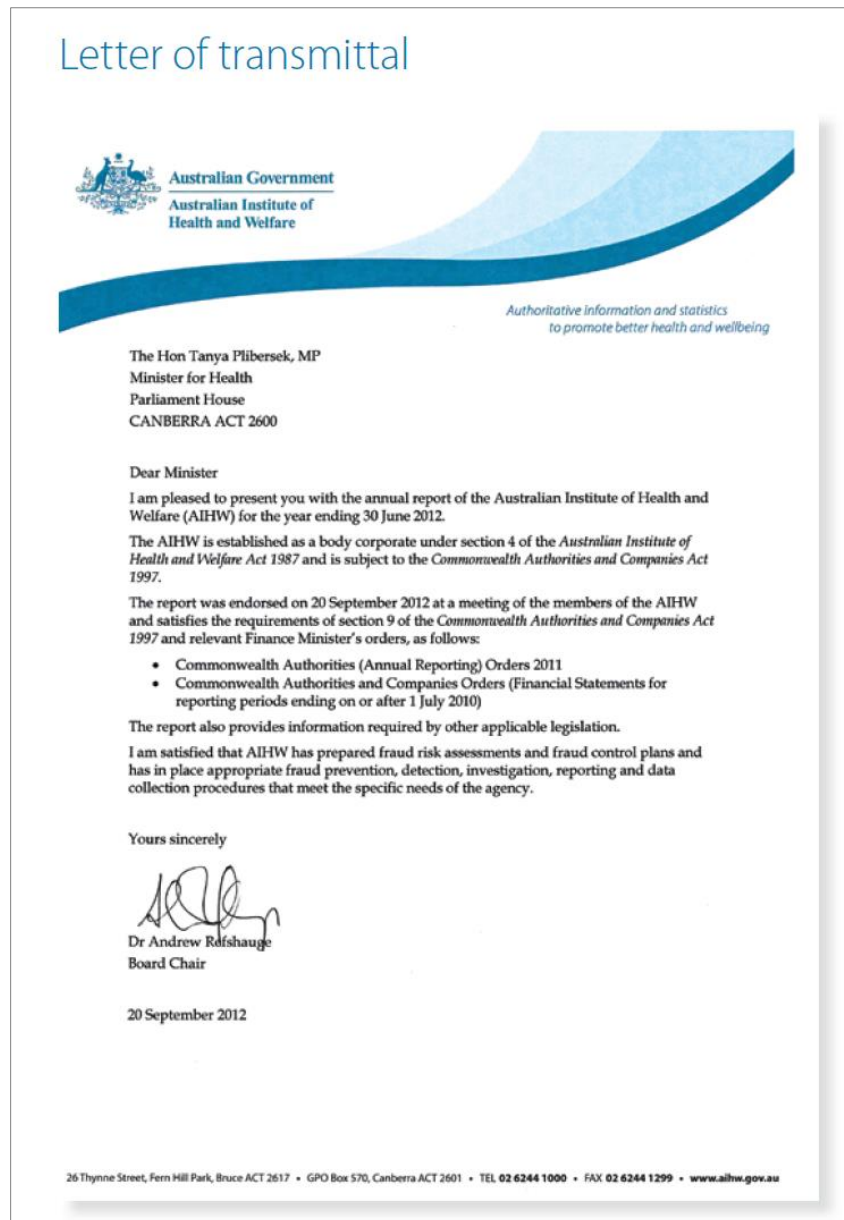 Letter of transmittal
Australian Government
Australian Institute of
Health and Welfare
Authoritative information and statistics
to promote better health and wellbeing
The Hon Tanya Plibersek, MP
Minister for Health
Parliament House
CANBERRA ACT 2600
Dear Minister
I am pleased to present you with the annual report of the Australian Institute of Health and
Welfare (AIHW) for the year ending 30 June 2012.
The AIHW is established as a body corporate under section 4 of the Australian Institute of
Health and Welfare Act 1987 and is subject to the Commonwealth Authorities and Companies Act
1997.
The report was endorsed on 20 September 2012 at a meeting of the members of the AIHW
and satisfies the requirements of section 9 of the Commonwealth Authorities and Companies Act
1997 and relevant Finance Minister's orders, as follows:
• Commonwealth Authorities (Annual Reporting) Orders 2011
• Commonwealth Authorities and Companies Orders (Financial Statements for
reporting periods ending on or after 1 July 2010)
The report also provides information required by other applicable legislation.
I am satisfied that AIHW has prepared fraud risk assessments and fraud control plans and
has in place appropriate fraud prevention, detection, investigation, reporting and data
collection procedures that meet the specific needs of the agency.
Yours sincerely
Dr Andrew Refshauge
Board Chair
20 September 2012
26 Thynne Street, Fern Hill Park, Bruce ACT 2617 • GPO Box 570, Canberra ACT 2601 • TEL 02 6244 1000 • FAX 02 6244 1299 • www.aihw.gov.au